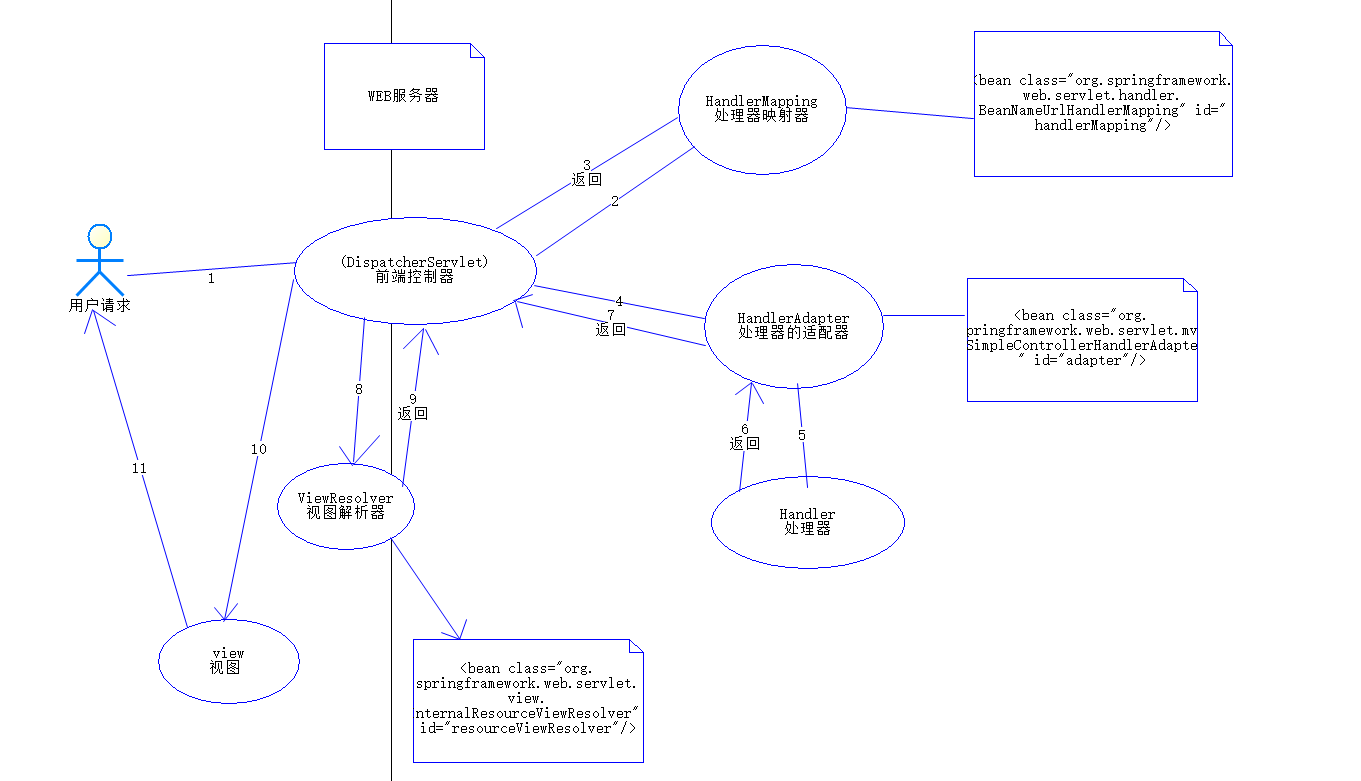 WEB服务器
HandlerMapping
处理器映射器
<bean class="org.springframework.
web.servlet.handler.
BeanNameUrlHandlerMapping" id="
handlerMapping"/>
3
返回
2
用户请求
1
(DispatcherServlet)
前端控制器
4
7
返回
HandlerAdapter
处理器的适配器
<bean class="org.
pringframework.web.servlet.mv
SimpleControllerHandlerAdapte
" id="adapter"/>
8
9
返回
6
返回
5
10
11
ViewResolver
视图解析器
Handler
处理器
view
视图
<bean class="org.
springframework.web.servlet.
view.
nternalResourceViewResolver"
id="resourceViewResolver"/>